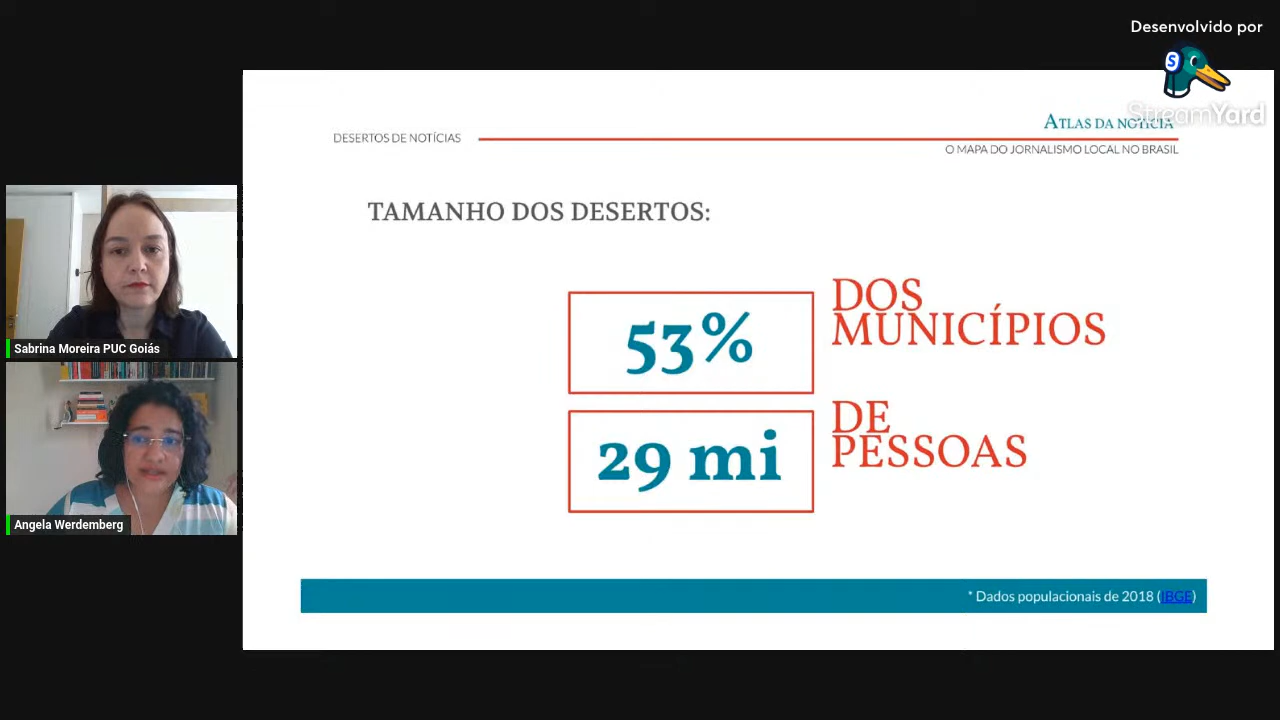 Desenvolvido por
S
StreamYard
DESERTOS DE NOTÍCIAS
ATLAS DA NOTÍCIA
O MAPA DO JORNALISMO LOCAL NO BRASIL
TAMANHO DOS DESERTOS:
53%
DOS
MUNICÍPIOS
29 mi
DE
PESSOAS
* Dados populacionais de 2018 (IBGE)
Sabrina Moreira PUC Goiás
Angela Werdemberg